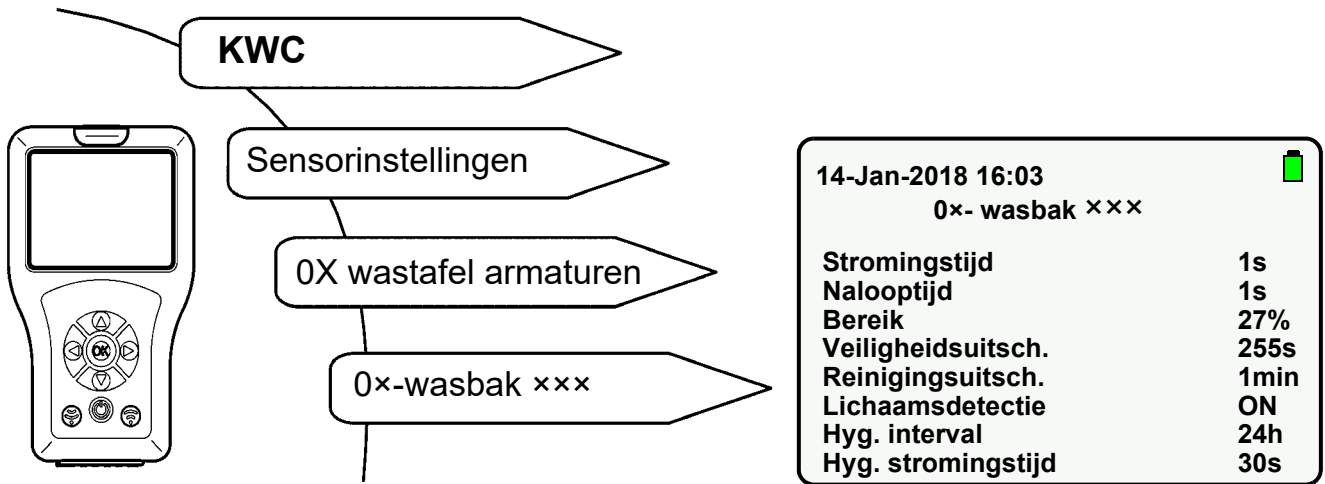 KWC
Sensorinstellingen
0X wastafel armaturen
0×-wasbak ×××
OK
14-Jan-2018 16:03
0×- wasbak ×××
Stromingstijd 1s
Nalooptijd 1s
Bereik 27%
Veiligheidsuitsch. 255s
Reinigingsuitsch. 1min
Lichaamsdetectie ON
Hyg. interval 24h
Hyg. stromingstijd 30s